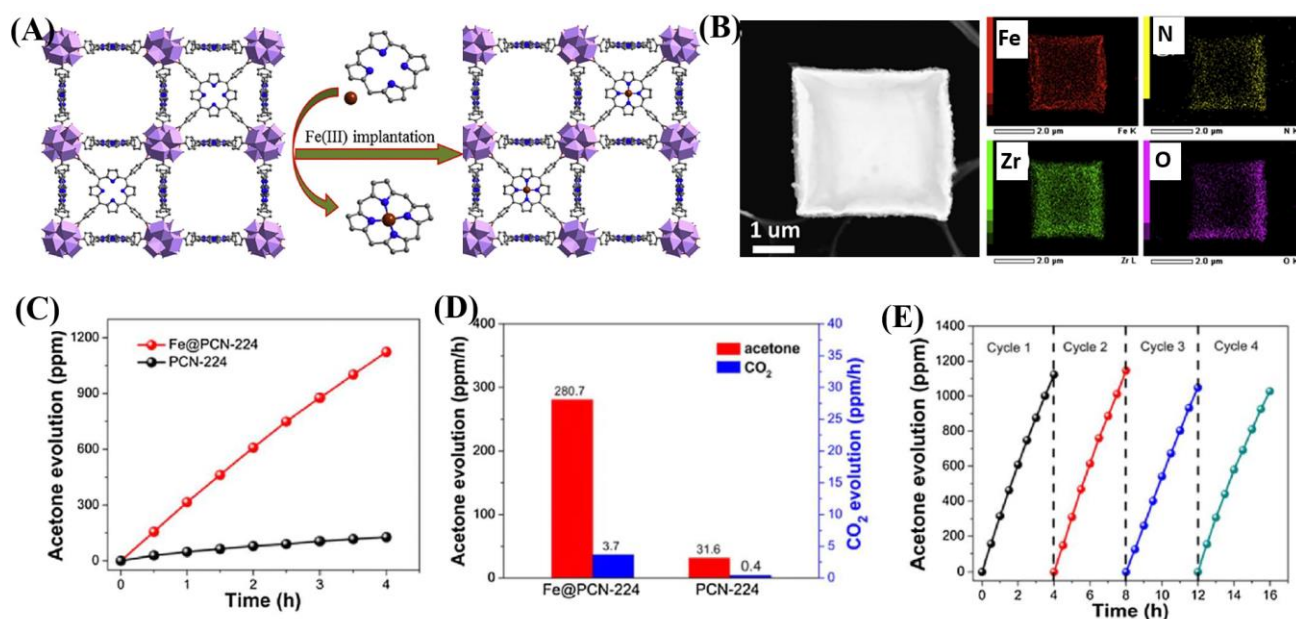 (A)
Fe(III) implantation
(B)
1 um
Fe
2.0 µm
Fe K
N
2.0 µm
N K
Zr
2.0 µm
Zr L
O
2.0 µm
O K
(C)
Acetone evolution (ppm)
1200
900
600
300
0
Fe@PCN-224
PCN-224
0 1 2 3 4
Time (h)
(D)
Acetone evolution (ppm/h)
400
300
200
100
0
acetone
CO2
280.7
3.7
31.6
0.4
Fe@PCN-224 PCN-224
40
35
30
25
20
15
10
5
0
CO2 evolution (ppm/h)
(E)
Acetone evolution (ppm)
1400
1200
1000
800
600
400
200
0
Cycle 1 Cycle 2 Cycle 3 Cycle 4
0 2 4 6 8 10 12 14 16
Time (h)